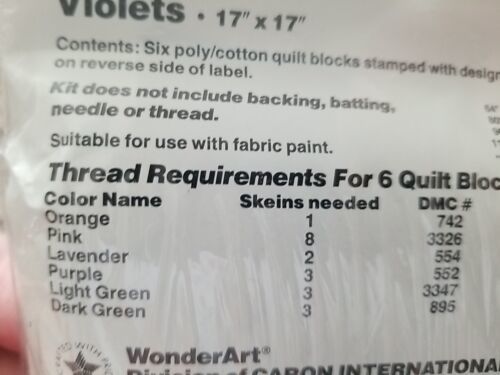 Violets • 17" x 17"
Contents: Six poly/cotton quilt blocks stamped with
on reverse side of label.
Kit does not include backing, batting,
needle or thread.
Suitable for use with fabric paint.
Thread Requirements For 6 Quilt
Color Name Skeins needed DMC #
Orange 1 742
Pink 8 3326
Lavender 2 554
Purple 3 552
Light Green 3 3347
Dark Green 3 895
WonderArt®
Division of CARON